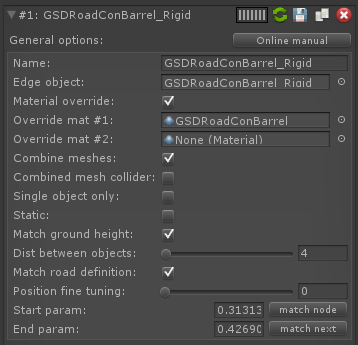 #1: GSDRoadConBarrel_Rigid
General options: Online manual
Name: GSDRoadConBarrel_Rigid
Edge object: GSDRoadConBarrel_Rigid
Material override:
Override mat #1: GSDRoadConBarrel
Override mat #2: None (Material)
Combine meshes:
Combined mesh collider:
Single object only:
Static:
Match ground height:
Dist between objects: 4
Match road definition:
Position fine tuning: 0
Start param: 0.31313 match node
End param: 0.42690 match next